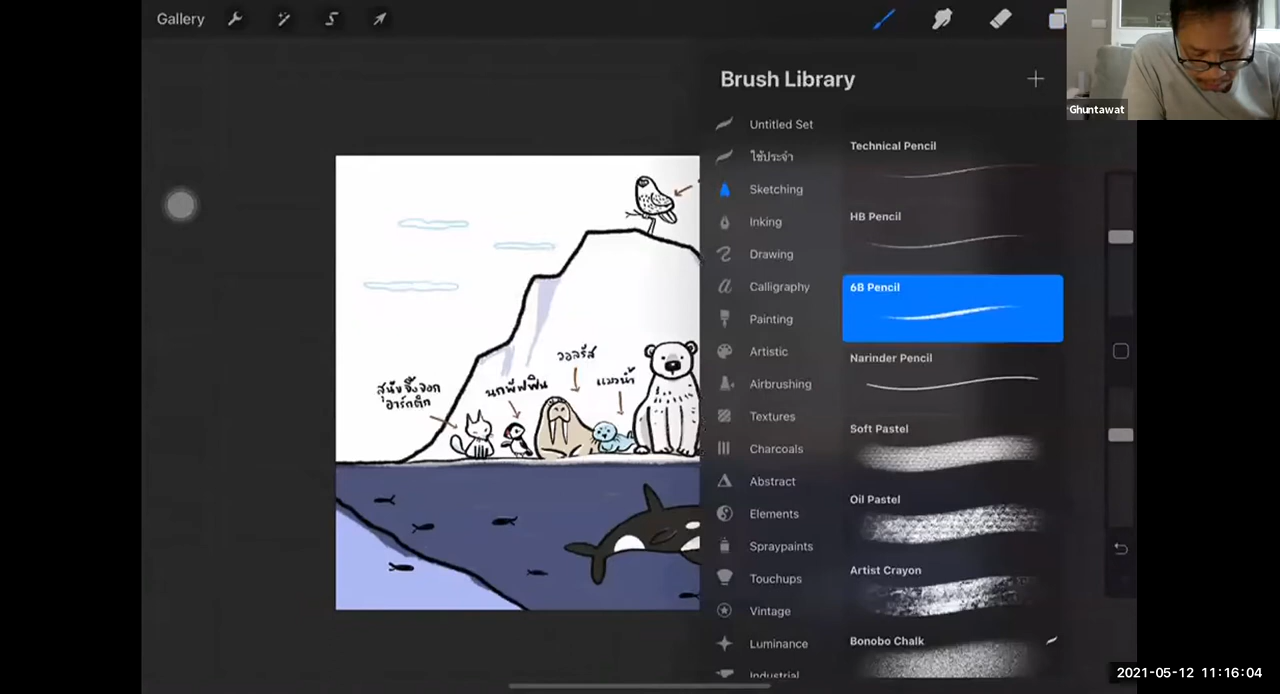 Gallery
Ghuntawat
Brush Library
Untitled Set
ใช้ประจำ
Sketching
Inking
Drawing
Calligraphy
Painting
Artistic
Airbrushing
Textures
Charcoals
Abstract
Elements
Spraypaints
Touchups
Vintage
Luminance
Industrial
Technical Pencil
HB Pencil
6B Pencil
Narinder Pencil
Soft Pastel
Oil Pastel
Artist Crayon
Bonobo Chalk
วอลรัส
แมวน้ำ
นกพัฟฟิน
สุนัขจิ้งจอก
อาร์กติก
2021-05-12 11:16:04